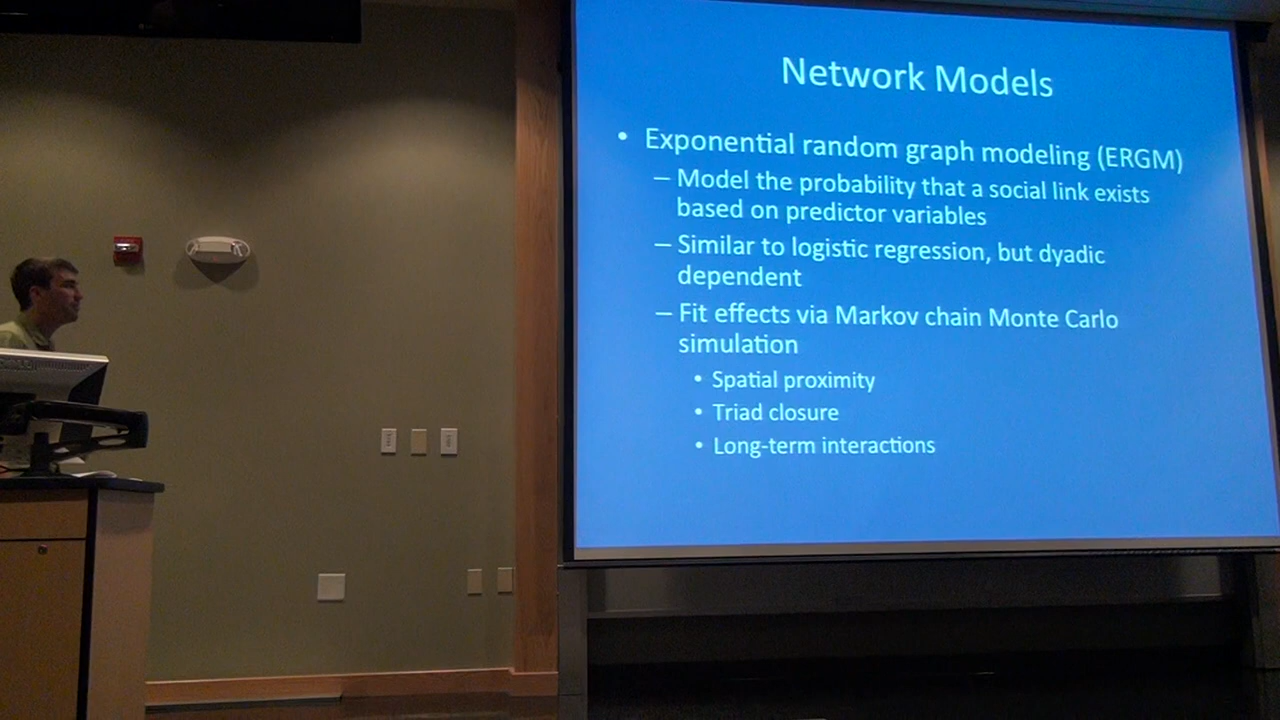 Network Models
• Exponential random graph modeling (ERGM)
– Model the probability that a social link exists
based on predictor variables
– Similar to logistic regression, but dyadic
dependent
– Fit effects via Markov chain Monte Carlo
simulation
• Spatial proximity
• Triad closure
• Long-term interactions